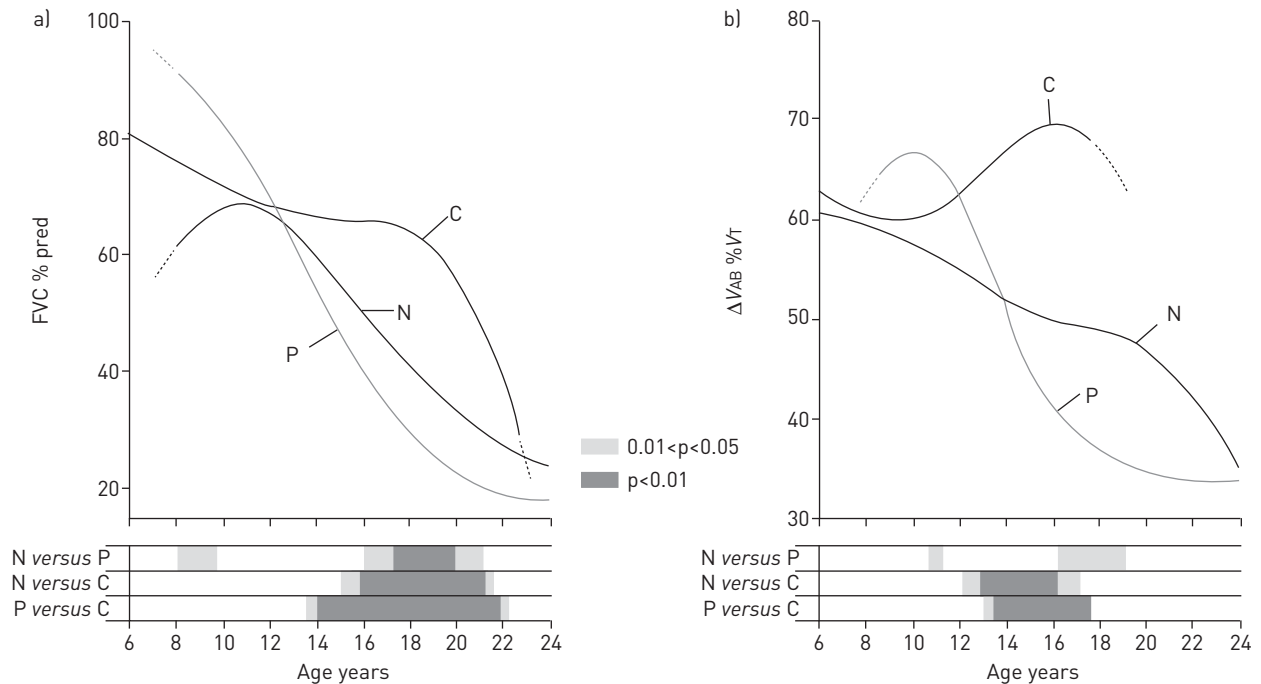 a)
100
80
60
40
20
FVC % pred
C
N
P
b)
80
70
60
50
40
30
ΔVAB %VT
C
N
P
0.01<p<0.05
p<0.01
N versus P
N versus C
P versus C
6 8 10 12 14 16 18 20 22 24
Age years
N versus P
N versus C
P versus C
6 8 10 12 14 16 18 20 22 24
Age years